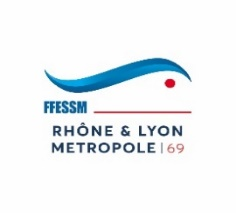 FFESSM
RHÔNE & LYON
METROPOLE | 69